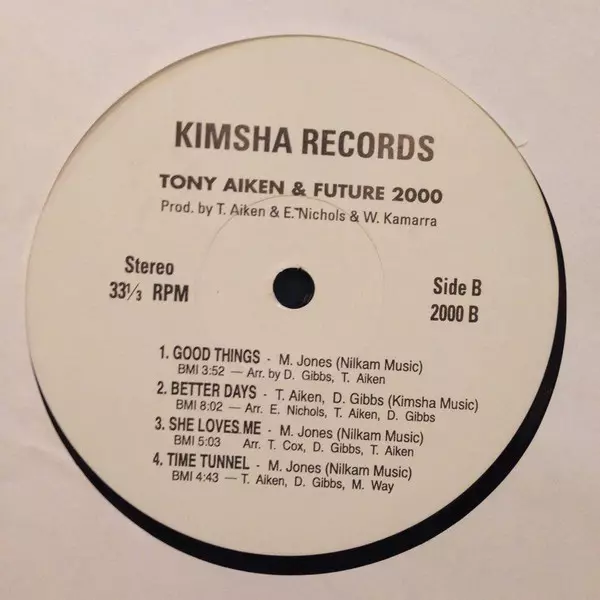 KIMSHA RECORDS
TONY AIKEN & FUTURE 2000
Prod. by T. Aiken & E. Nichols & W. Kamarra
Stereo
33⅓ RPM
Side B
2000 B
1. GOOD THINGS - M. Jones (Nilkam Music)
BMI 3:52 — Arr. by D. Gibbs, T. Aiken
2. BETTER DAYS - T. Aiken, D. Gibbs (Kimsha Music)
BMI 8:02 — Arr. E. Nichols, T. Aiken, D. Gibbs
3. SHE LOVES ME - M. Jones (Nilkam Music)
BMI 5:03 Arr. T. Cox, D. Gibbs, T. Aiken
4. TIME TUNNEL - M. Jones (Nilkam Music)
BMI 4:43 — T. Aiken, D. Gibbs, M. Way